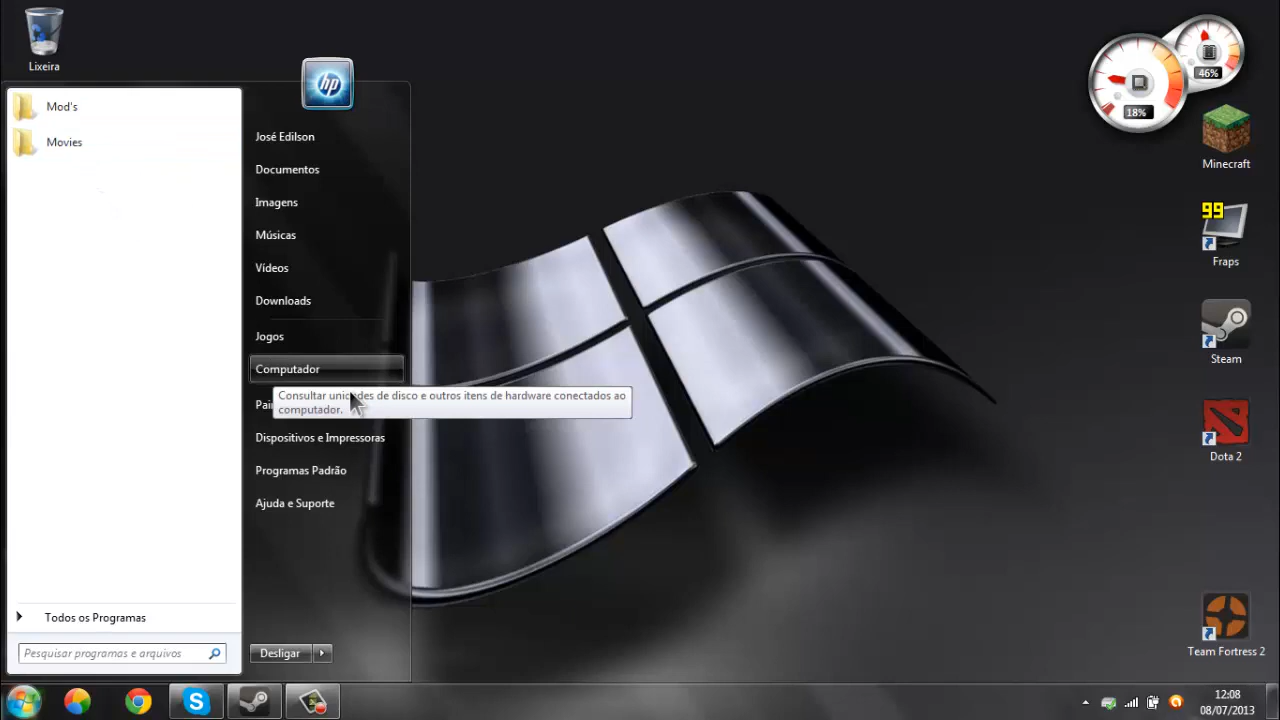 Lixeira
Mod's
Movies
hp
José Edilson
Documentos
Imagens
Músicas
Vídeos
Downloads
Jogos
Computador
Consultar unidades de disco e outros itens de hardware conectados ao
computador.
Dispositivos e Impressoras
Programas Padrão
Ajuda e Suporte
Todos os Programas
Pesquisar programas e arquivos
Desligar
46%
18%
Minecraft
99
Fraps
Steam
Dota 2
Team Fortress 2
12:08
08/07/2013